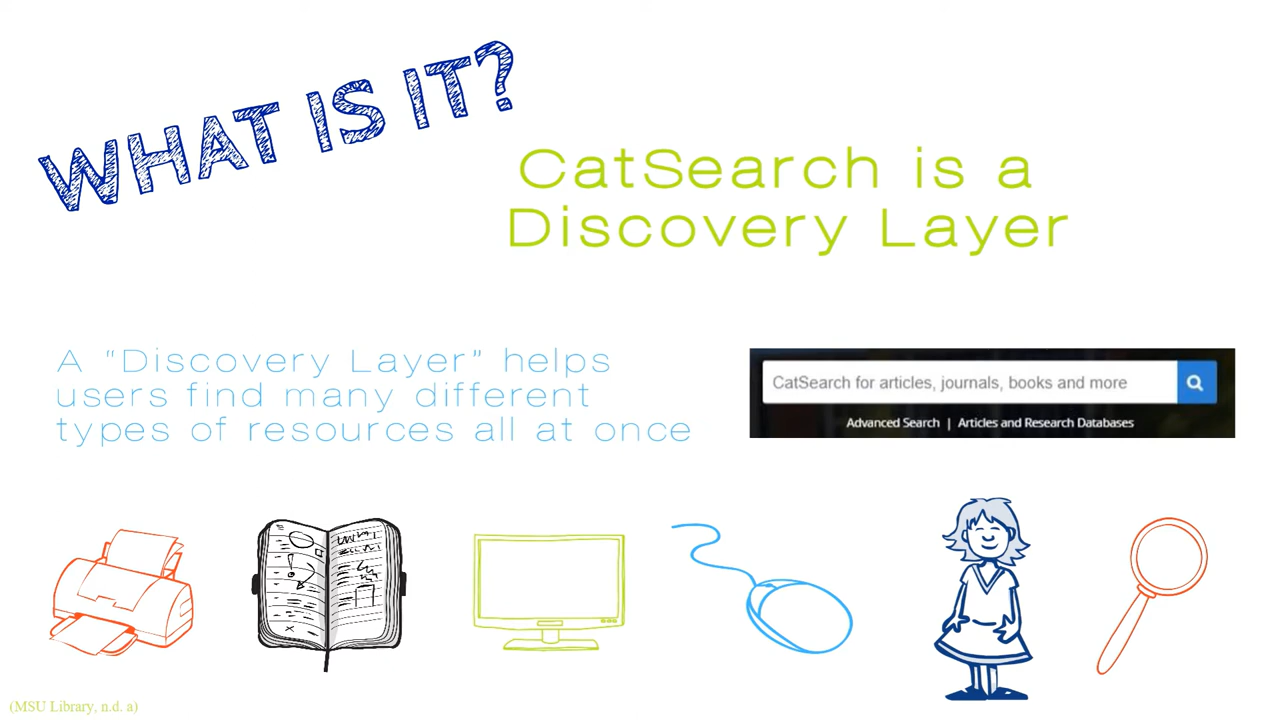 WHAT IS IT?
CatSearch is a
Discovery Layer
A "Discovery Layer" helps
users find many different
types of resources all at once
CatSearch for articles, journals, books and more
Advanced Search | Articles and Research Databases
(MSU Library, n.d. a)